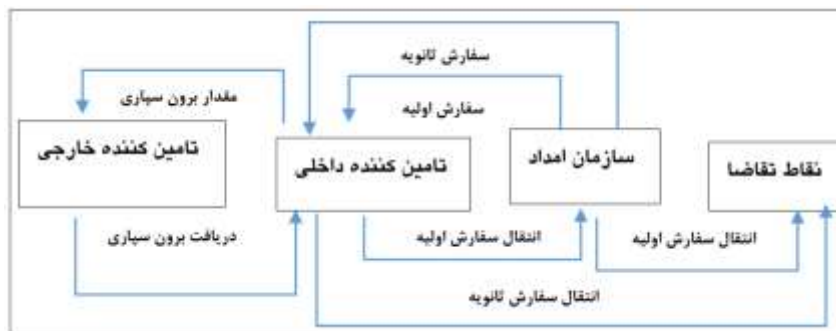 سفارش ثانویه
مقدار برون سپاری
سفارش اولیه
تامین کننده خارجی
تامین کننده داخلی
سازمان امداد
نقاط تقاضا
دریافت برون سپاری
انتقال سفارش اولیه
انتقال سفارش اولیه
انتقال سفارش ثانویه